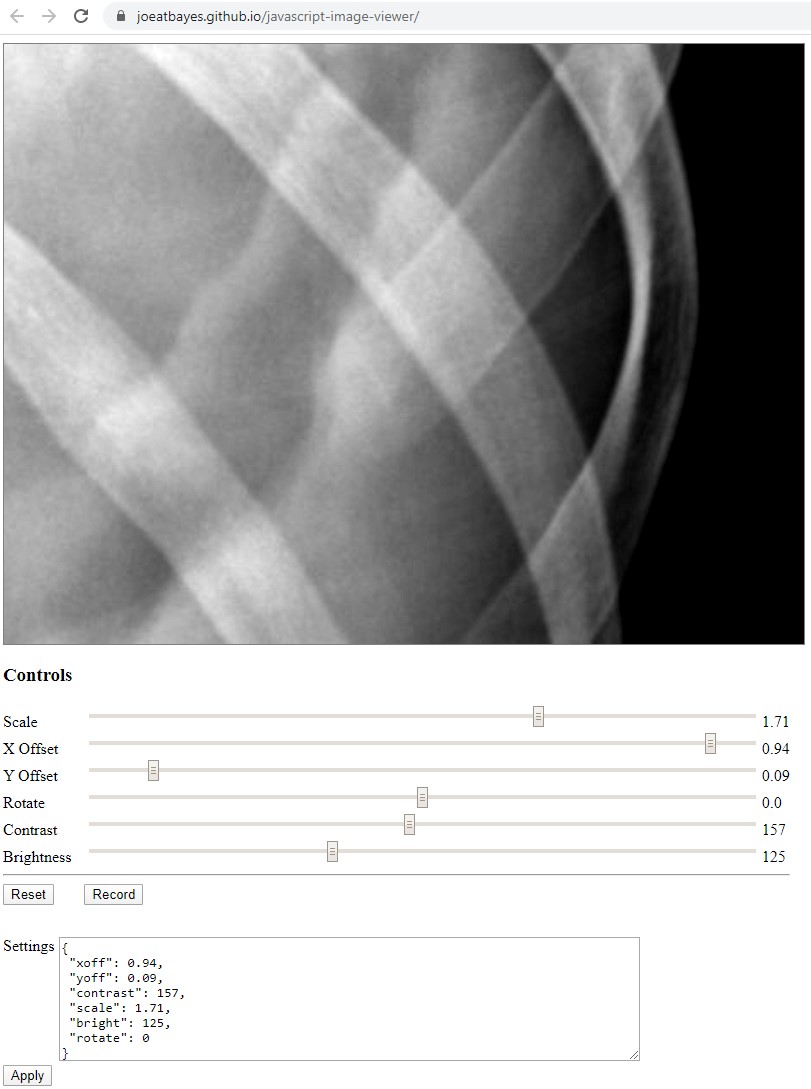 joeatbayes.github.io/javascript-image-viewer/
Controls
Scale 1.71
X Offset 0.94
Y Offset 0.09
Rotate 0.0
Contrast 157
Brightness 125
Reset Record
Settings {
"xoff": 0.94,
"yoff": 0.09,
"contrast": 157,
"scale": 1.71,
"bright": 125,
"rotate": 0
}
Apply